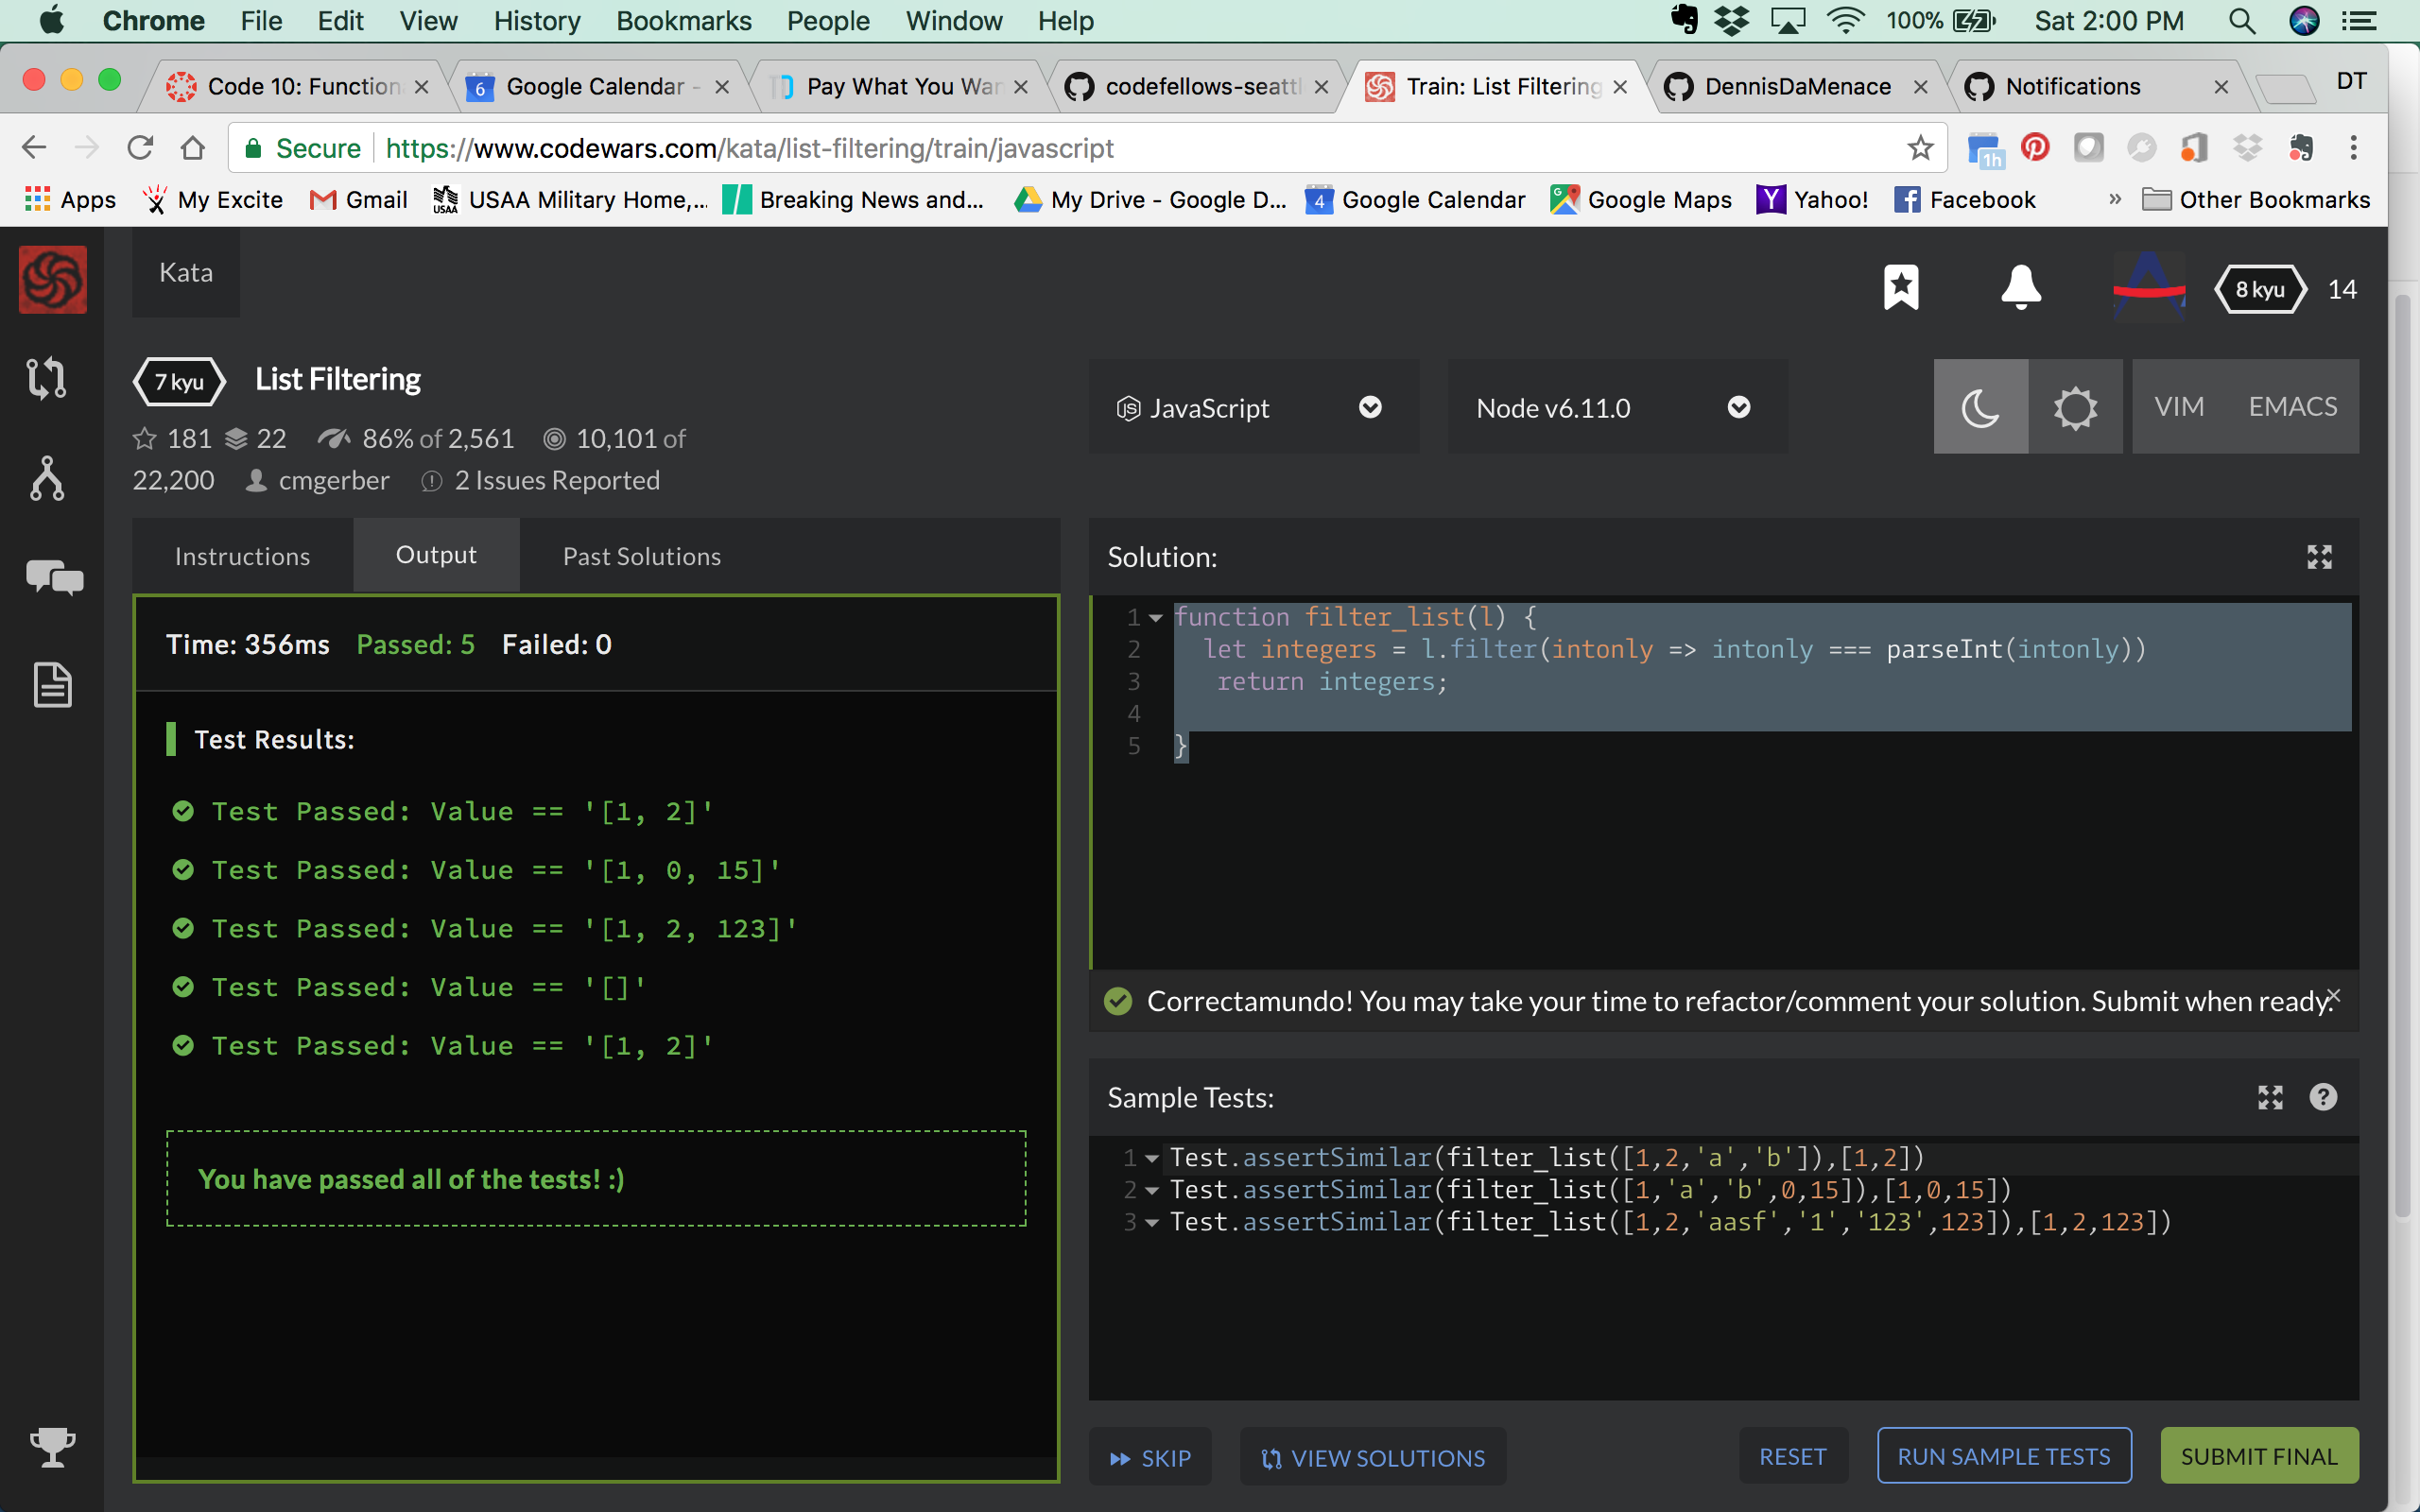 Chrome File Edit View History Bookmarks People Window Help 100% Sat 2:00 PM
Code 10: Function Google Calendar - Pay What You Wan codefellows-seattl Train: List Filtering DennisDaMenace Notifications DT
Secure https://www.codewars.com/kata/list-filtering/train/javascript 1h
Apps My Excite Gmail USAA Military Home,... Breaking News and... My Drive - Google D... Google Calendar Google Maps Yahoo! Facebook » Other Bookmarks
Kata
8 kyu 14
7 kyu List Filtering
181 22 86% of 2,561 10,101 of
22,200 cmgerber 2 Issues Reported
JavaScript Node v6.11.0 VIM EMACS
Instructions Output Past Solutions
Time: 356ms Passed: 5 Failed: 0
Test Results:
Test Passed: Value == '[1, 2]'
Test Passed: Value == '[1, 0, 15]'
Test Passed: Value == '[1, 2, 123]'
Test Passed: Value == '[]'
Test Passed: Value == '[1, 2]'
You have passed all of the tests! :)
Solution:
1 function filter_list(l) {
2 let integers = l.filter(intonly => intonly === parseInt(intonly))
3 return integers;
4
5 }
Correctamundo! You may take your time to refactor/comment your solution. Submit when ready.
Sample Tests:
1 Test.assertSimilar(filter_list([1,2,'a','b']),[1,2])
2 Test.assertSimilar(filter_list([1,'a','b',0,15]),[1,0,15])
3 Test.assertSimilar(filter_list([1,2,'aasf','1','123',123]),[1,2,123])
SKIP VIEW SOLUTIONS RESET RUN SAMPLE TESTS SUBMIT FINAL